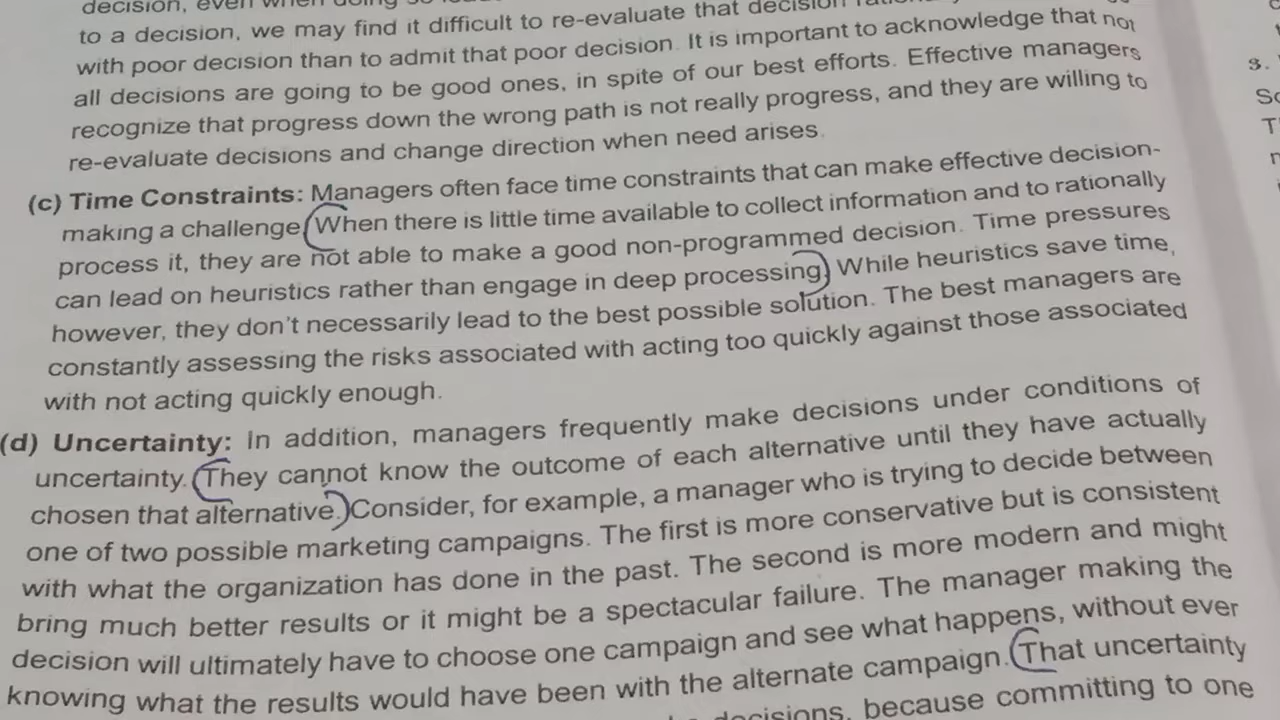 decision, even when doing so
to a decision, we may find it difficult to re-evaluate that decision
with poor decision than to admit that poor decision. It is important to acknowledge that not
all decisions are going to be good ones, in spite of our best efforts. Effective managers
recognize that progress down the wrong path is not really progress, and they are willing to
re-evaluate decisions and change direction when need arises.
(c) Time Constraints: Managers often face time constraints that can make effective decision-
making a challenge. When there is little time available to collect information and to rationally
process it, they are not able to make a good non-programmed decision. Time pressures
can lead on heuristics rather than engage in deep processing. While heuristics save time,
however, they don't necessarily lead to the best possible solution. The best managers are
constantly assessing the risks associated with acting too quickly against those associated
with not acting quickly enough.
(d) Uncertainty: In addition, managers frequently make decisions under conditions of
uncertainty. They cannot know the outcome of each alternative until they have actually
chosen that alternative. Consider, for example, a manager who is trying to decide between
one of two possible marketing campaigns. The first is more conservative but is consistent
with what the organization has done in the past. The second is more modern and might
bring much better results or it might be a spectacular failure. The manager making the
decision will ultimately have to choose one campaign and see what happens, without ever
knowing what the results would have been with the alternate campaign. That uncertainty
decisions, because committing to one